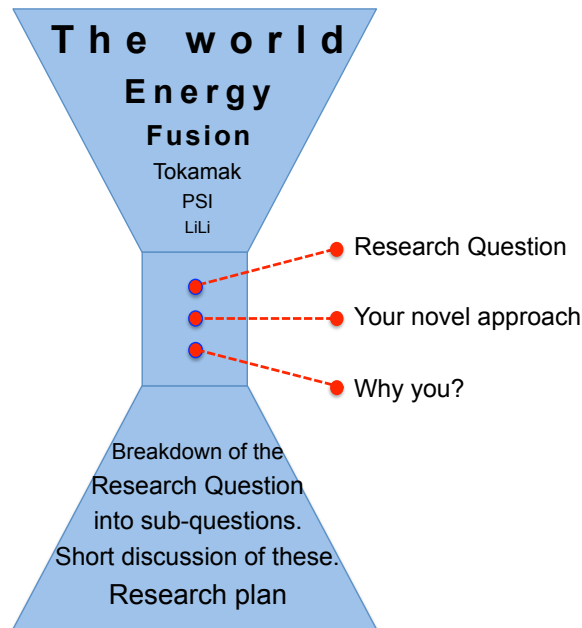 The world
Energy
Fusion
Tokamak
PSI
LiLi
Research Question
Your novel approach
Why you?
Breakdown of the
Research Question
into sub-questions.
Short discussion of these.
Research plan